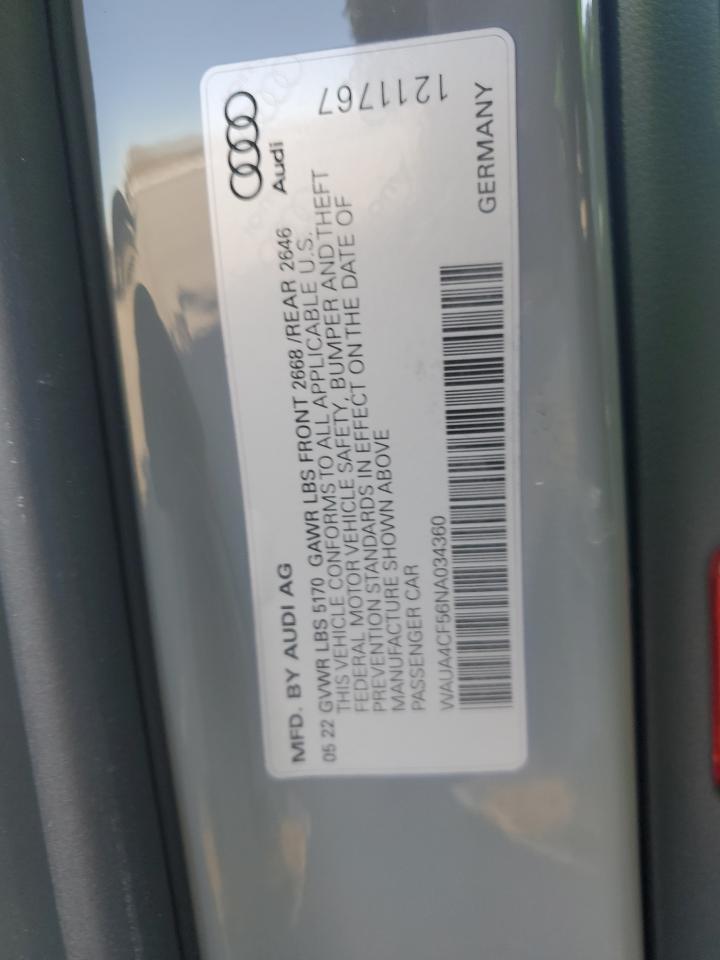 MFD. BY AUDI AG
Audi
05 22 GVWR LBS 5170 GAWR LBS FRONT 2668 /REAR 2646
THIS VEHICLE CONFORMS TO ALL APPLICABLE U.S.
FEDERAL MOTOR VEHICLE SAFETY, BUMPER AND THEFT
PREVENTION STANDARDS IN EFFECT ON THE DATE OF
MANUFACTURE SHOWN ABOVE
PASSENGER CAR
WAUA4CF56NA034360
1211767
GERMANY